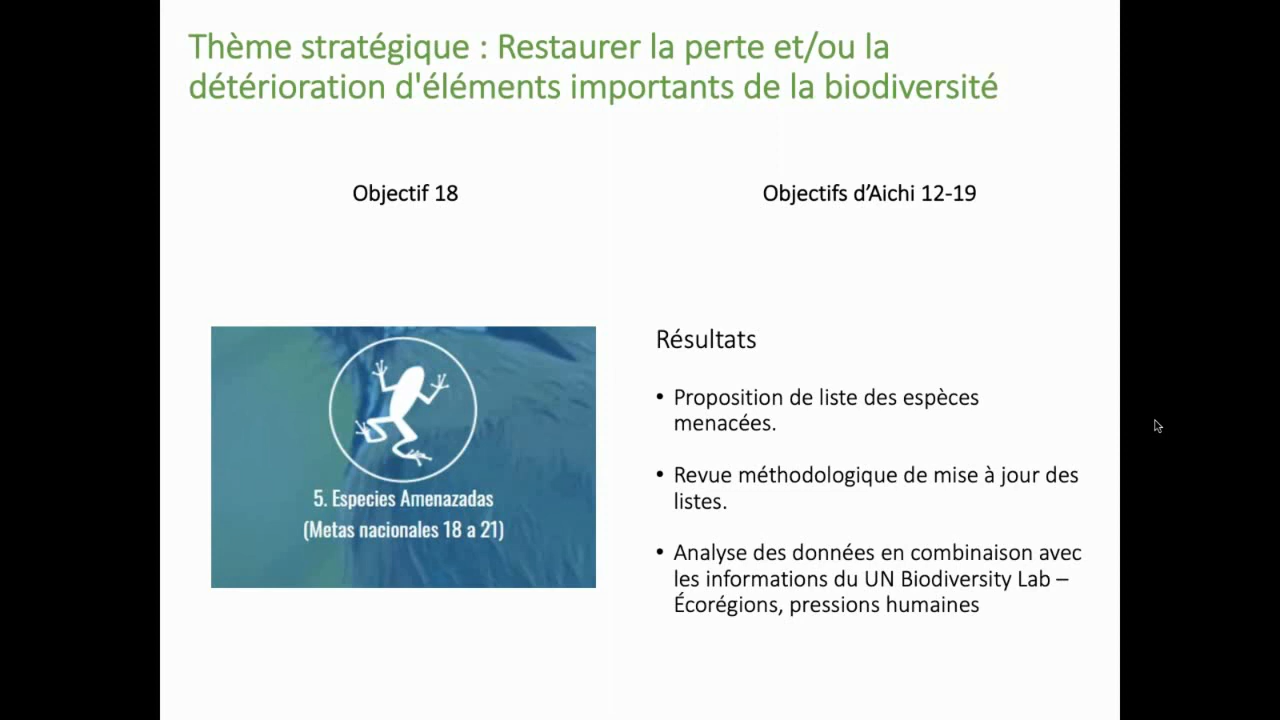 Thème stratégique : Restaurer la perte et/ou la
détérioration d'éléments importants de la biodiversité
Objectif 18
Objectifs d’Aichi 12-19
5. Especies Amenazadas
(Metas nacionales 18 a 21)
Résultats
• Proposition de liste des espèces
menacées.
• Revue méthodologique de mise à jour des
listes.
• Analyse des données en combinaison avec
les informations du UN Biodiversity Lab –
Écorégions, pressions humaines